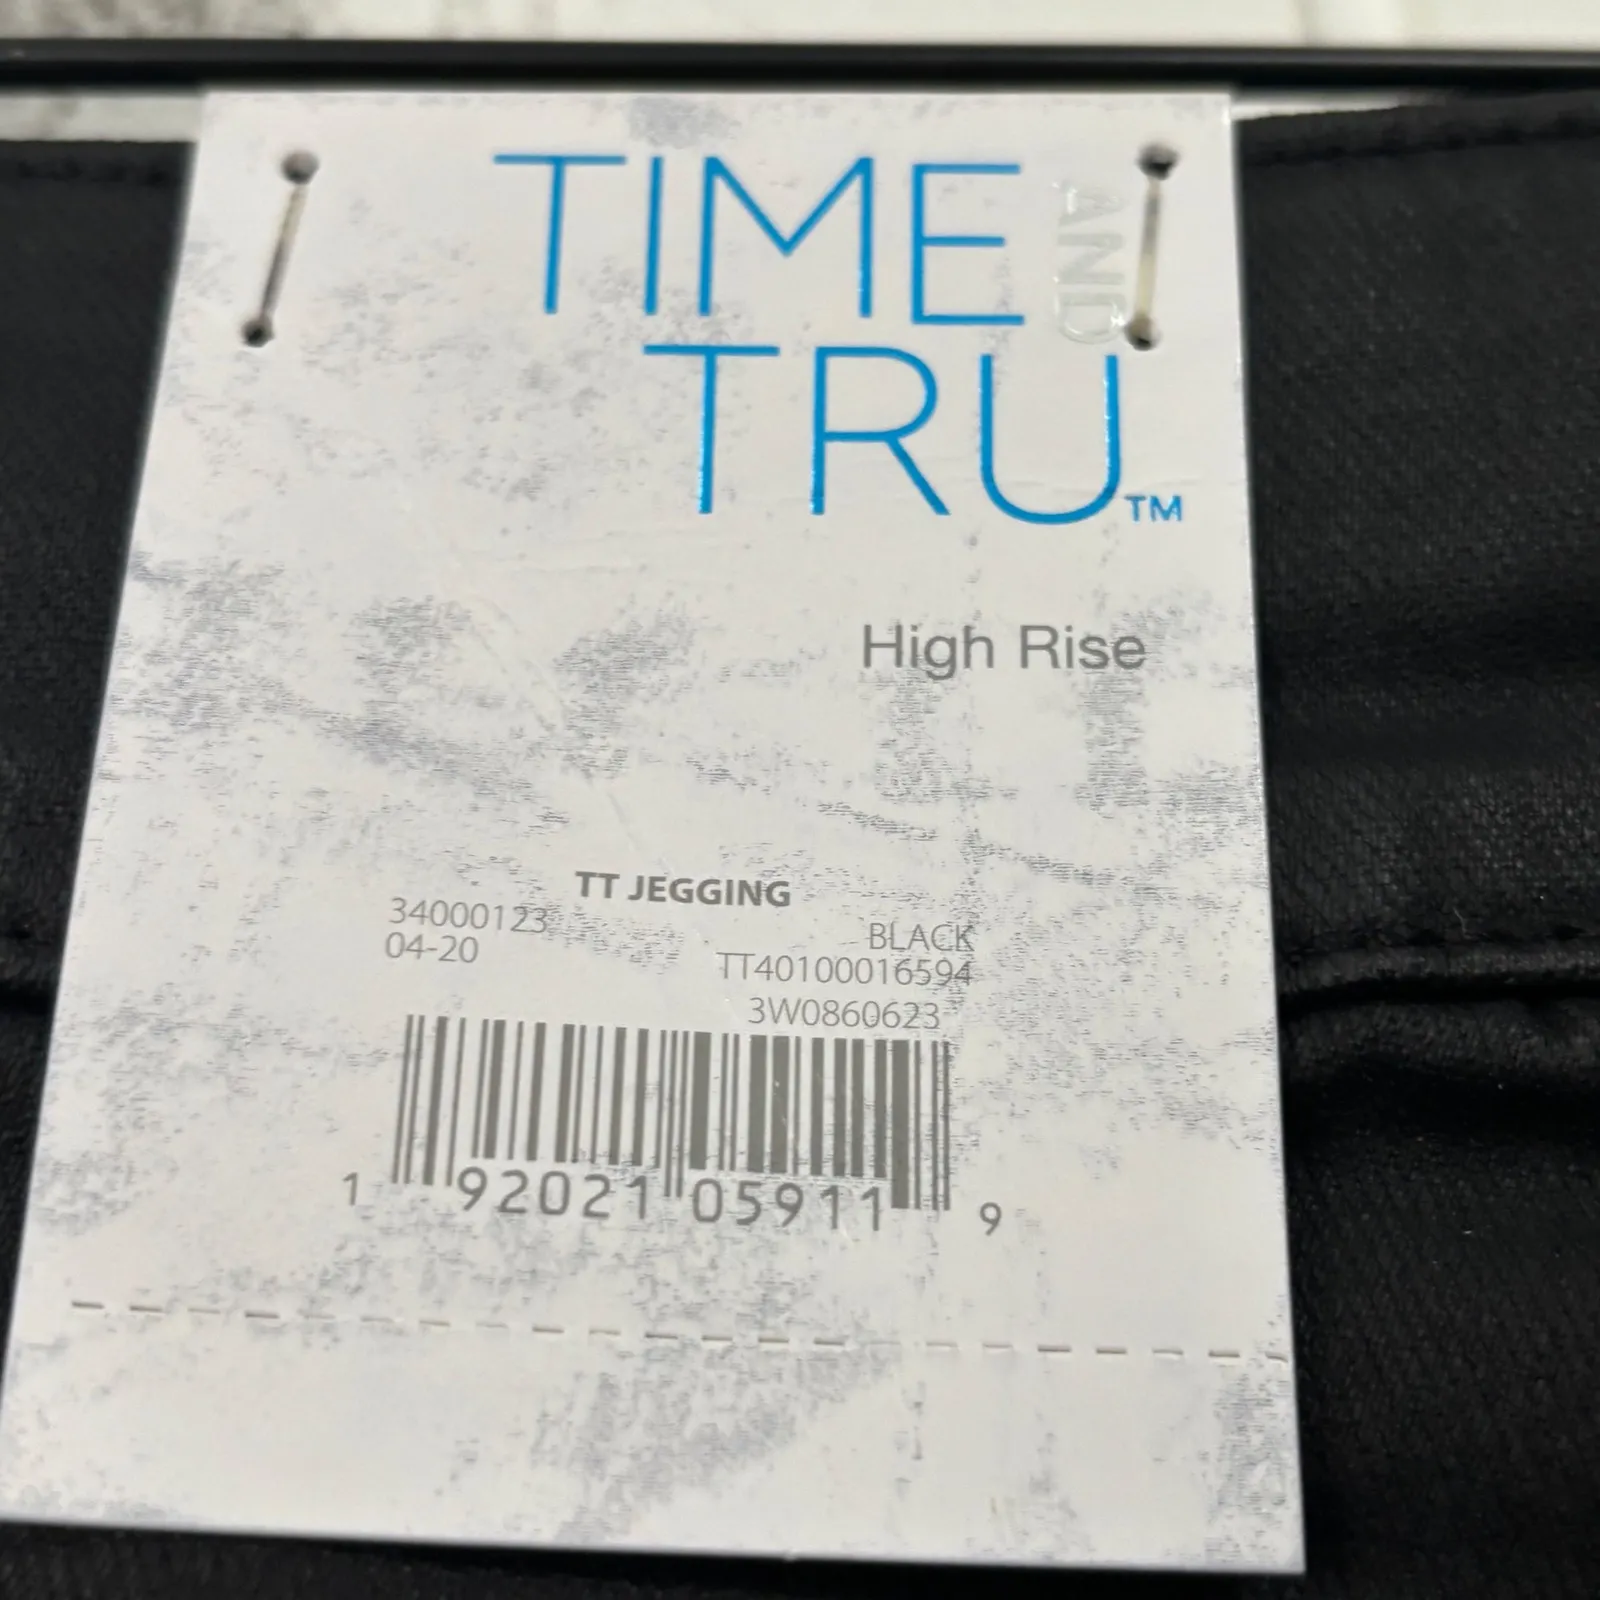 TIME AND
TRU™
High Rise
TT JEGGING
34000123
BLACK
04-20
TT40100016594
3W0860623
1 92021 05911 9